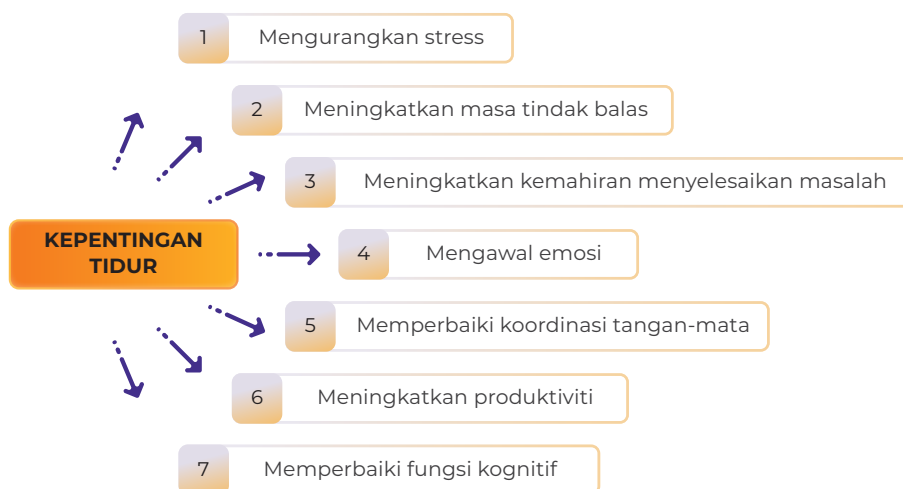 1 Mengurangkan stress
2 Meningkatkan masa tindak balas
3 Meningkatkan kemahiran menyelesaikan masalah
KEPENTINGAN
TIDUR
4 Mengawal emosi
5 Memperbaiki koordinasi tangan-mata
6 Meningkatkan produktiviti
7 Memperbaiki fungsi kognitif